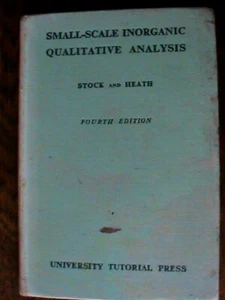 SMALL-SCALE INORGANIC
QUALITATIVE ANALYSIS
STOCK AND HEATH
FOURTH EDITION
UNIVERSITY TUTORIAL PRESS